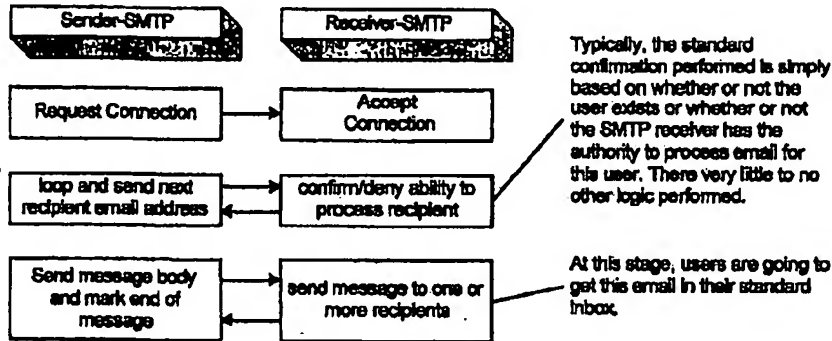 Sender-SMTP
Receiver-SMTP
Request Connection
Accept
Connection
Typically, the standard
confirmation performed is simply
based on whether or not the
user exists or whether or not
the SMTP receiver has the
authority to process email for
this user. There very little to no
other logic performed.
loop and send next
recipient email address
confirm/deny ability to
process recipient
Send message body
and mark end of
message
send message to one or
more recipients
At this stage, users are going to
get this email in their standard
Inbox.